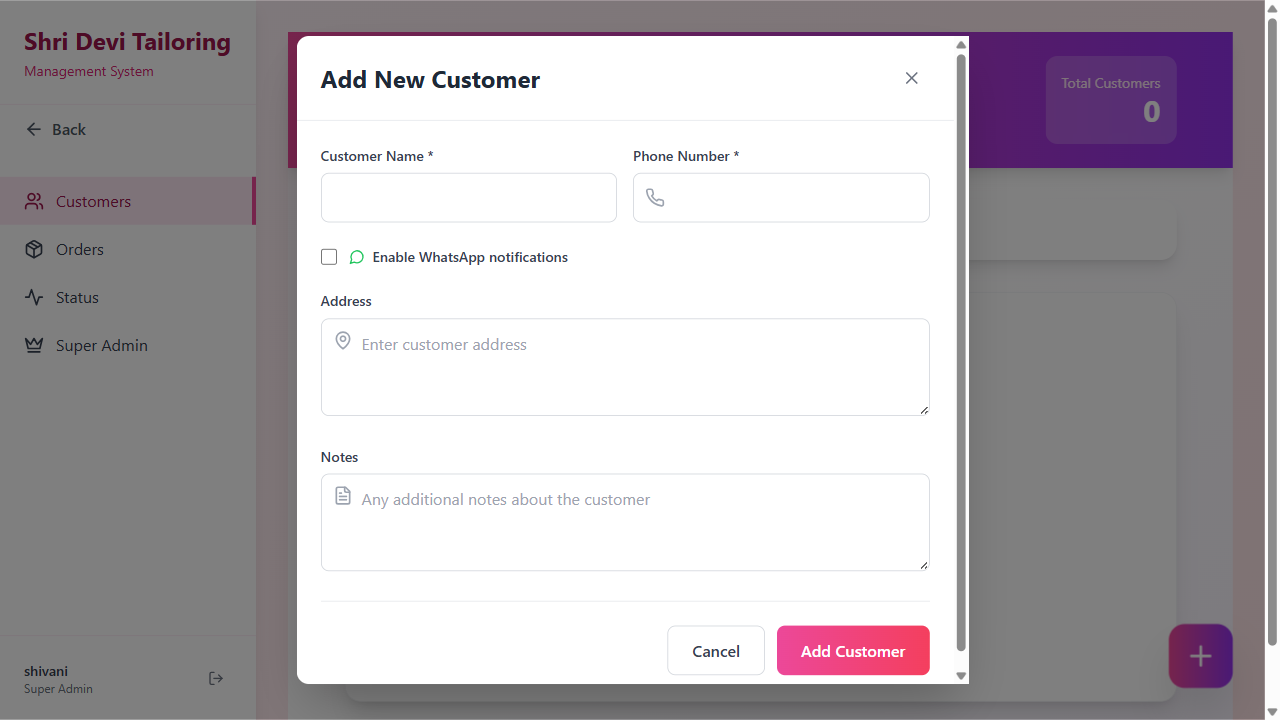 Shri Devi Tailoring
Management System
Back
Customers
Orders
Status
Super Admin
shivani
Super Admin
Total Customers
0
Add New Customer
Customer Name *
Phone Number *
Enable WhatsApp notifications
Address
Enter customer address
Notes
Any additional notes about the customer
Cancel
Add Customer